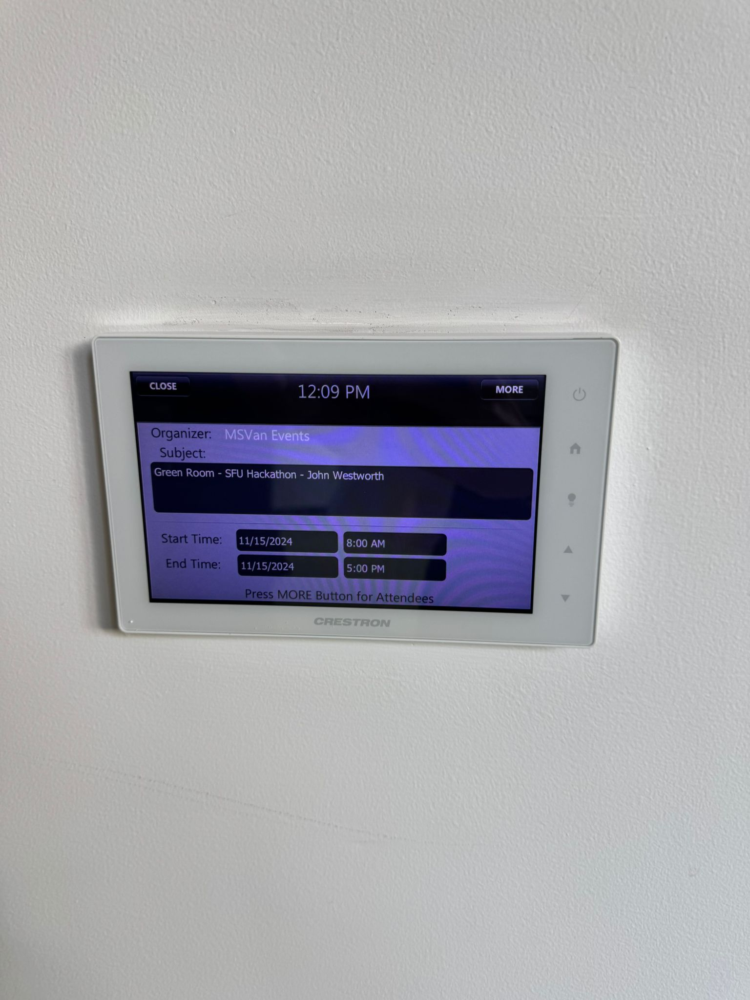 CLOSE 12:09 PM MORE
Organizer: MSVan Events
Subject:
Green Room - SFU Hackathon - John Westworth
Start Time: 11/15/2024 8:00 AM
End Time: 11/15/2024 5:00 PM
Press MORE Button for Attendees
CRESTRON